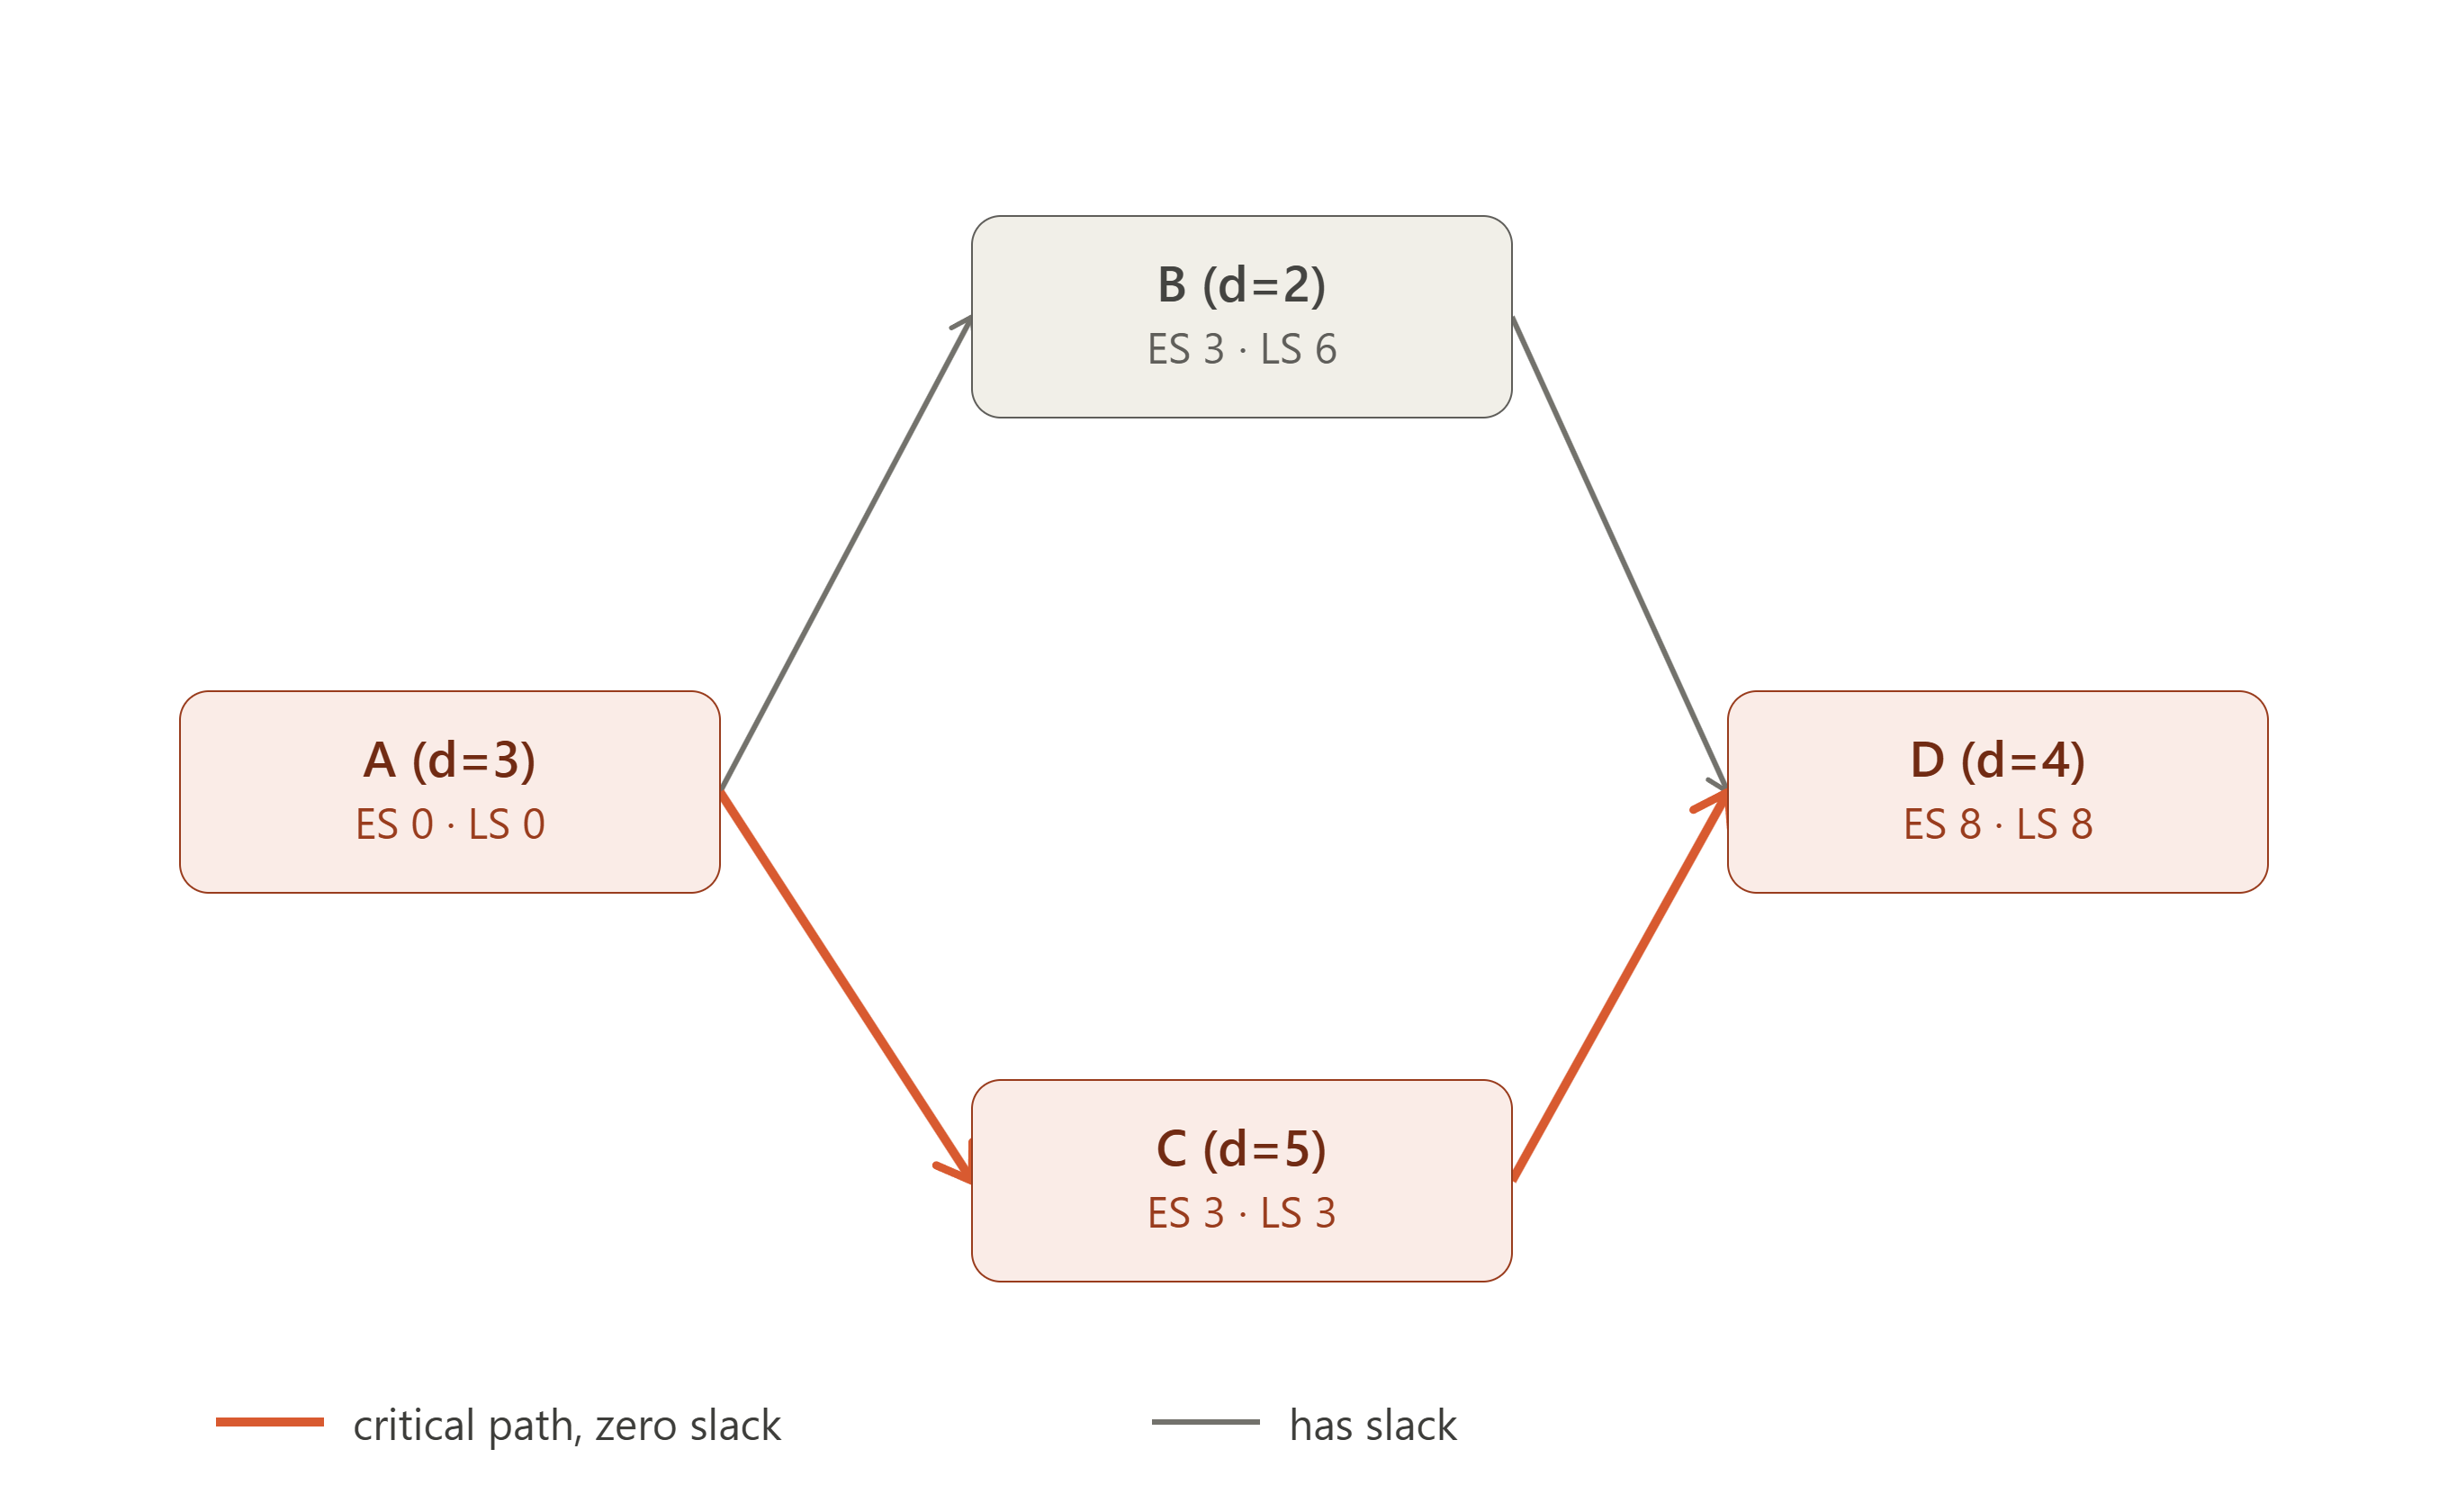 B (d=2)
ES 3 · LS 6
A (d=3)
ES 0 · LS 0
D (d=4)
ES 8 · LS 8
C (d=5)
ES 3 · LS 3
critical path, zero slack
has slack